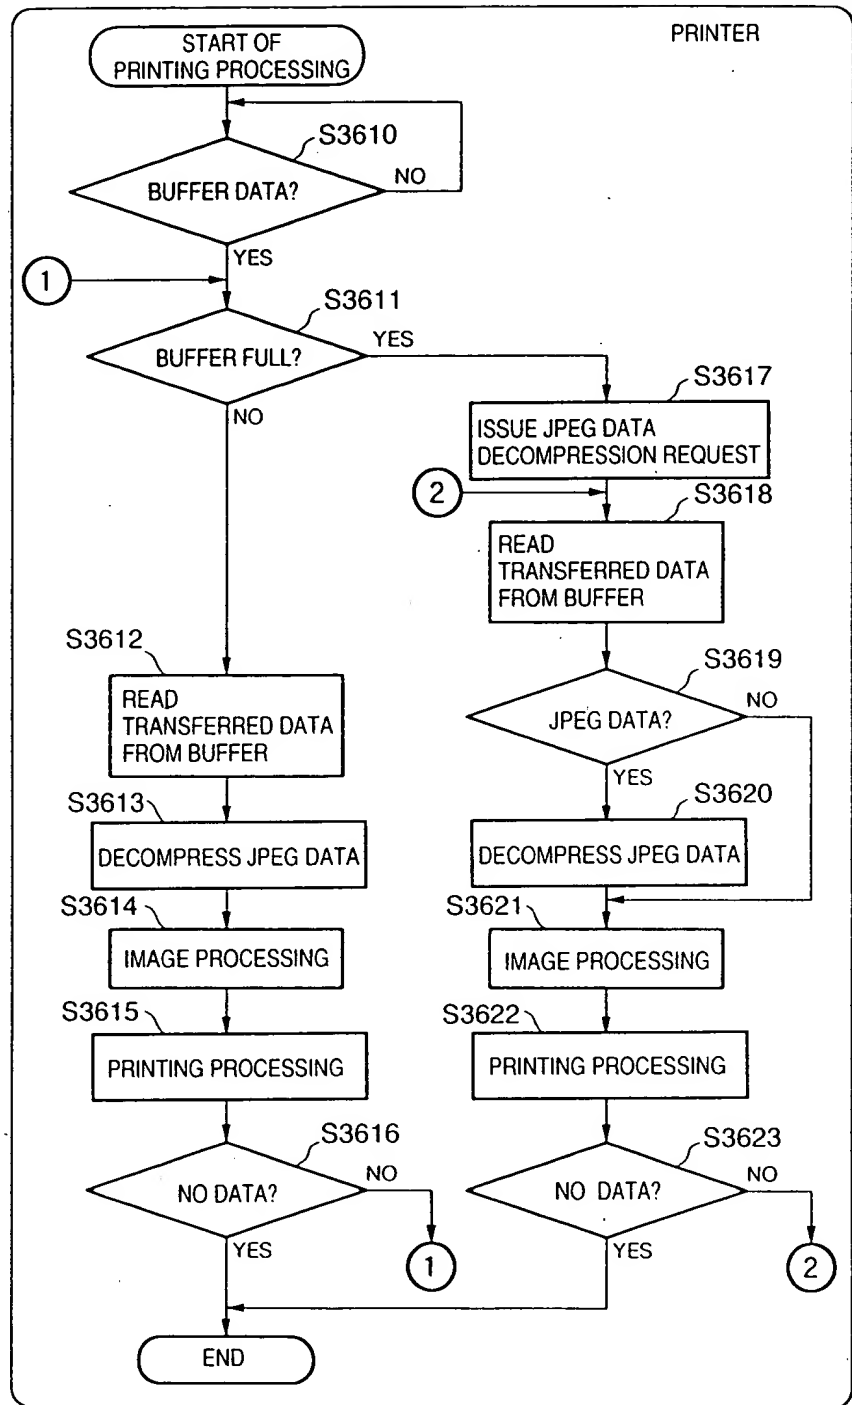 PRINTER
START OF
PRINTING PROCESSING
S3610
BUFFER DATA?
NO
YES
1
S3611
BUFFER FULL?
YES
NO
S3617
ISSUE JPEG DATA
DECOMPRESSION REQUEST
2
S3618
READ
TRANSFERRED DATA
FROM BUFFER
S3612
READ
TRANSFERRED DATA
FROM BUFFER
S3619
JPEG DATA?
NO
YES
S3613
DECOMPRESS JPEG DATA
S3620
DECOMPRESS JPEG DATA
S3614
IMAGE PROCESSING
S3621
IMAGE PROCESSING
S3615
PRINTING PROCESSING
S3622
PRINTING PROCESSING
S3616
NO DATA?
NO
YES
1
S3623
NO DATA?
NO
YES
2
END